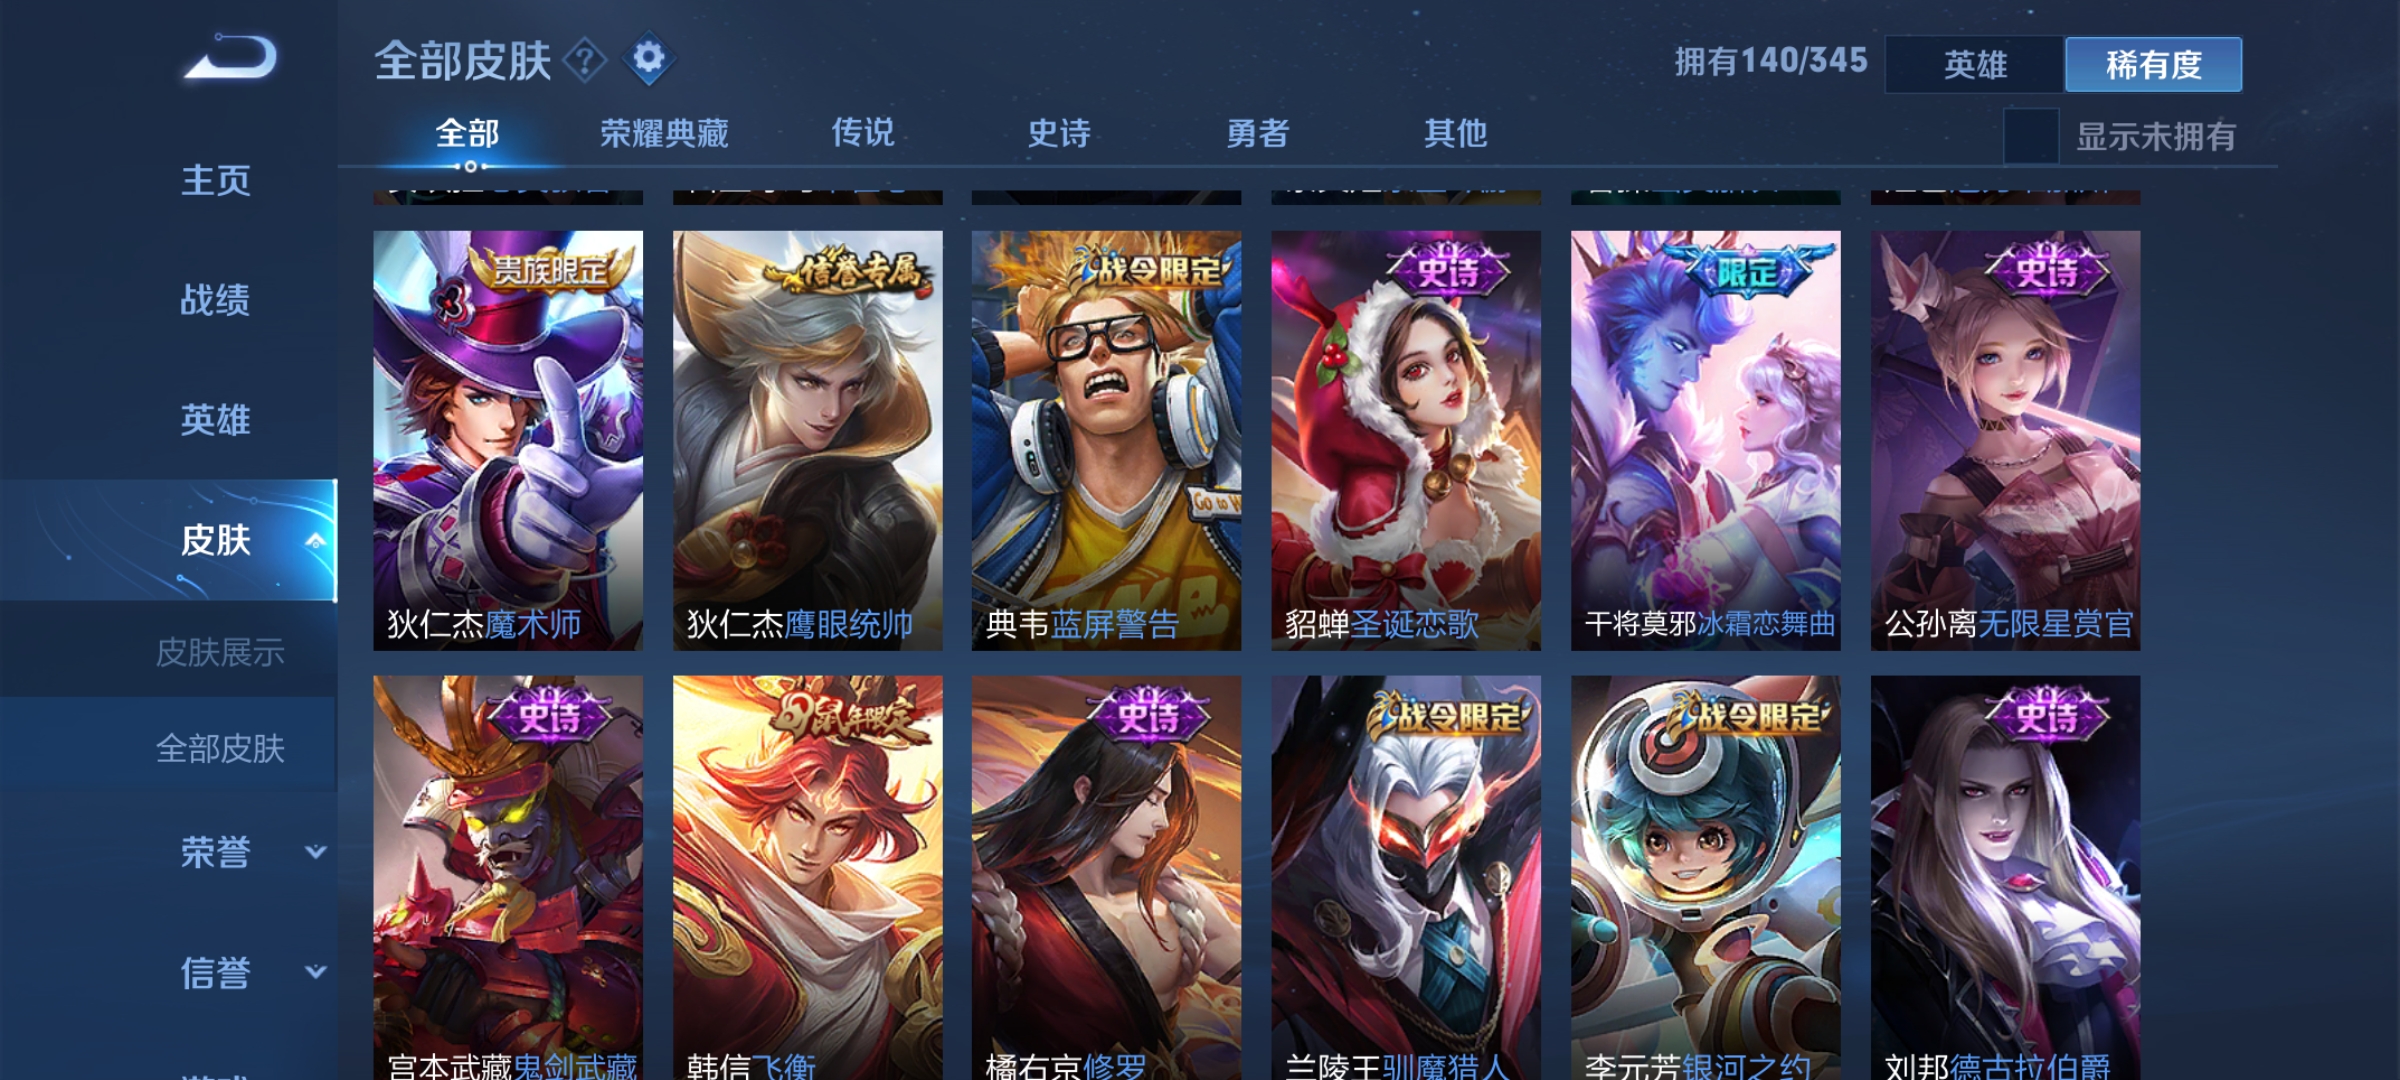 全部皮肤
拥有140/345
英雄
稀有度
全部
荣耀典藏
传说
史诗
勇者
其他
显示未拥有
主页
战绩
英雄
皮肤
皮肤展示
全部皮肤
荣誉
信誉
贵族限定
狄仁杰魔术师
信誉专属
狄仁杰鹰眼统帅
战令限定
Go to W
典韦蓝屏警告
史诗
貂蝉圣诞恋歌
限定
干将莫邪冰霜恋舞曲
史诗
公孙离无限星赏官
史诗
宫本武藏鬼剑武藏
鼠年限定
韩信飞衡
史诗
橘右京修罗
战令限定
兰陵王驯魔猎人
战令限定
李元芳银河之约
史诗
刘邦德古拉伯爵